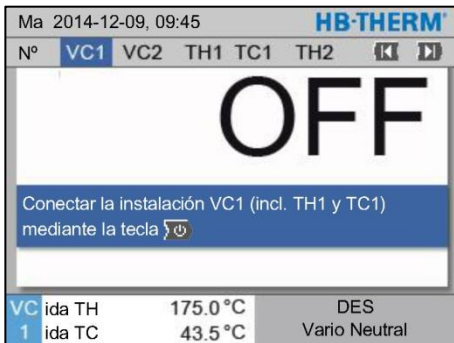 Ma 2014-12-09, 09:45 HB-THERM®
Nº VC1 VC2 TH1 TC1 TH2
OFF
Conectar la instalación VC1 (incl. TH1 y TC1)
mediante la tecla
VC ida TH 175.0 °C DES
1 ida TC 43.5 °C Vario Neutral